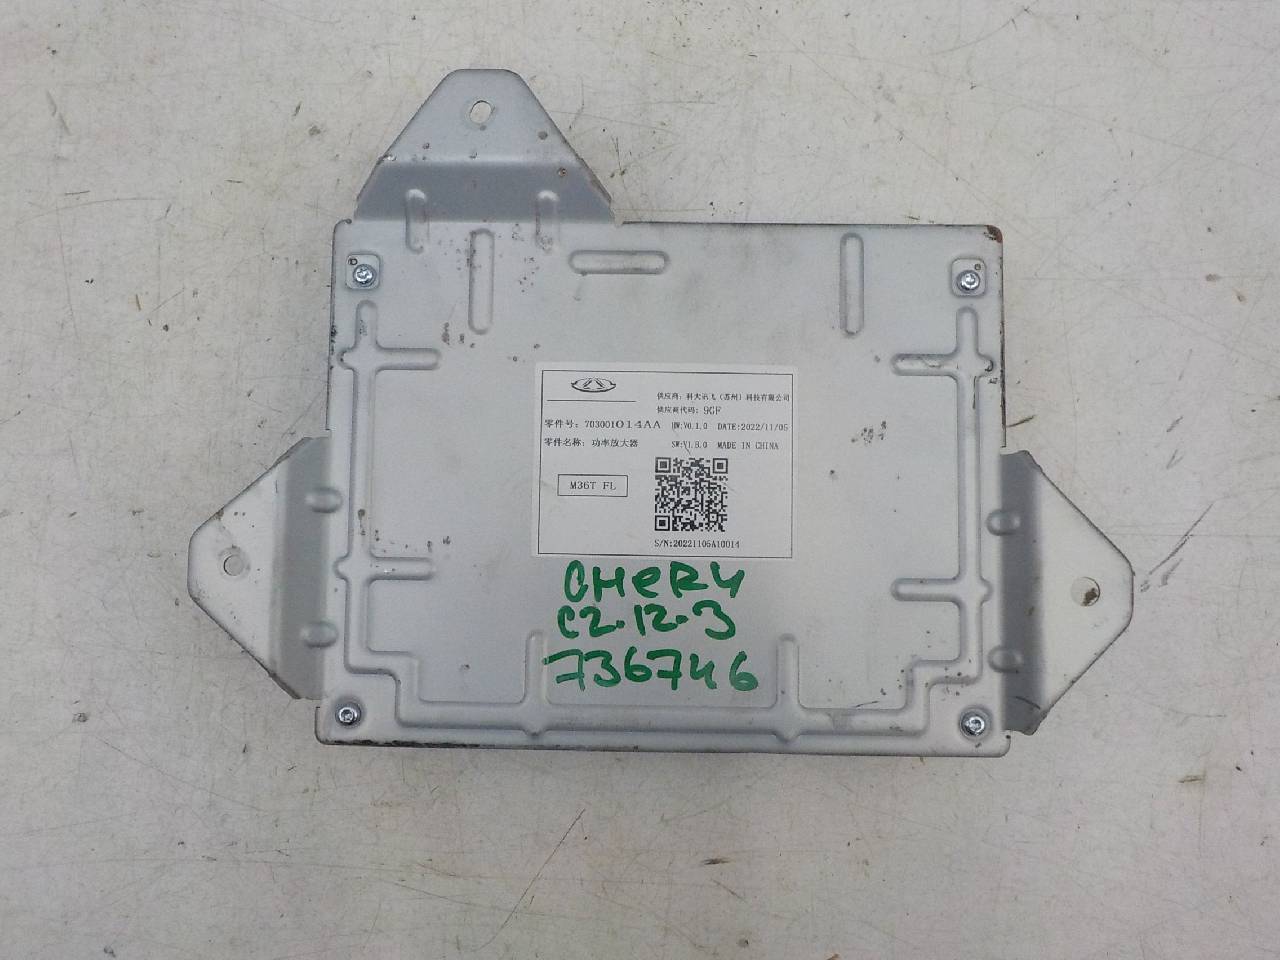 供应商: 科大讯飞(苏州)科技有限公司
供应商代码: 9GF
零件号: 703001014AA HW:V0.1.0 DATE:2022/11/05
零件名称: 功率放大器 SW:V1.8.0 MADE IN CHINA
M36T FL
S/N:20221105A10014
CHERY
C2.12.3
736746